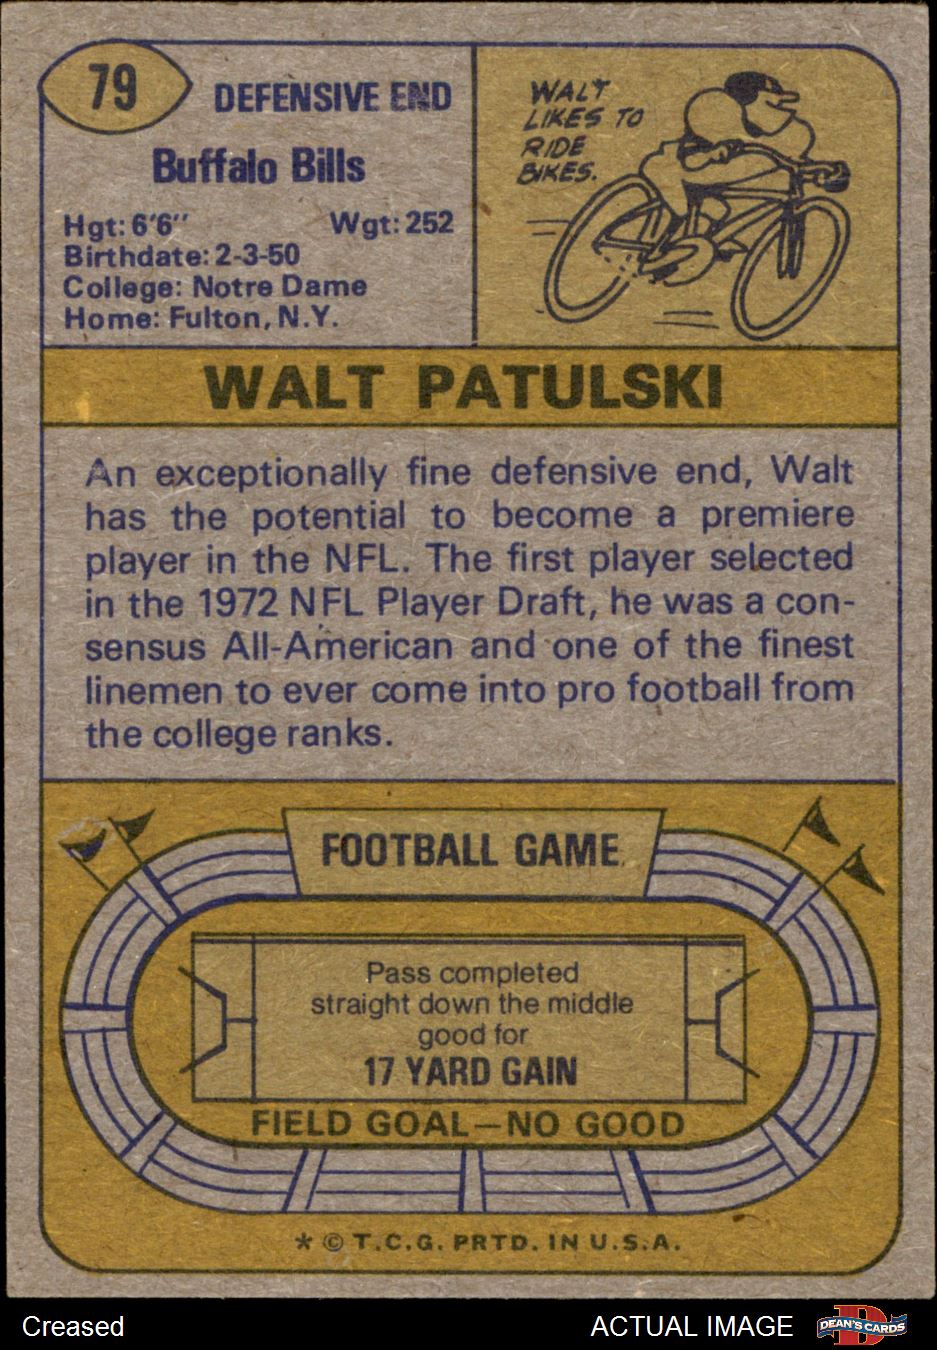 79
DEFENSIVE END
Buffalo Bills
Hgt: 6'6" Wgt: 252
Birthdate: 2-3-50
College: Notre Dame
Home: Fulton, N.Y.
WALT
LIKES TO
RIDE
BIKES.
WALT PATULSKI
An exceptionally fine defensive end, Walt
has the potential to become a premiere
player in the NFL. The first player selected
in the 1972 NFL Player Draft, he was a con-
sensus All-American and one of the finest
linemen to ever come into pro football from
the college ranks.
FOOTBALL GAME
Pass completed
straight down the middle
good for
17 YARD GAIN
FIELD GOAL—NO GOOD
* © T.C.G. PRTD. IN U.S.A.
Creased
ACTUAL IMAGE
D
DEAN'S CARDS